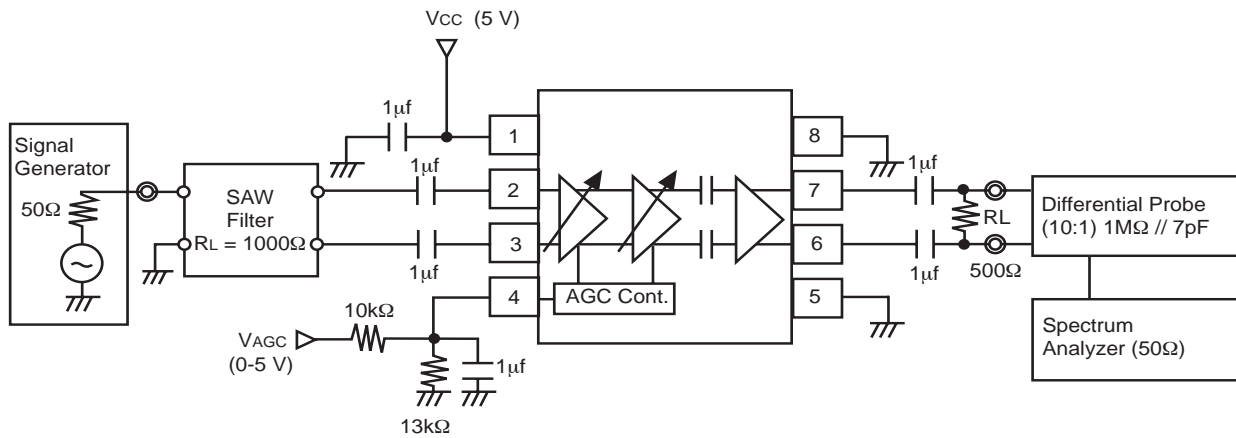 VCC (5 V)
1μf
Signal
Generator
50Ω
SAW
Filter
RL = 1000Ω
1μf
1μf
1
2
3
4
8
7
6
5
AGC Cont.
10kΩ
VAGC
(0-5 V)
1μf
13kΩ
1μf
1μf
RL
500Ω
Differential Probe
(10:1) 1MΩ // 7pF
Spectrum
Analyzer (50Ω)